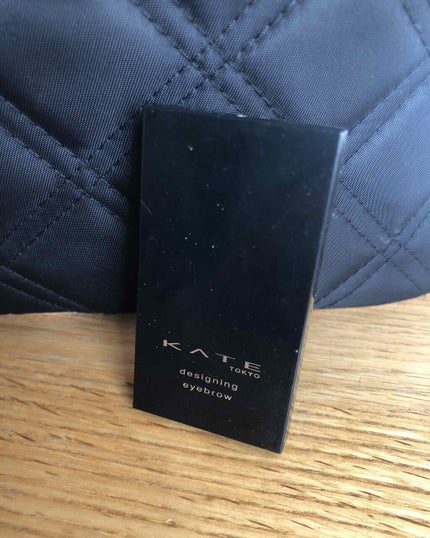 KATE
TOKYO
designing
eyebrow